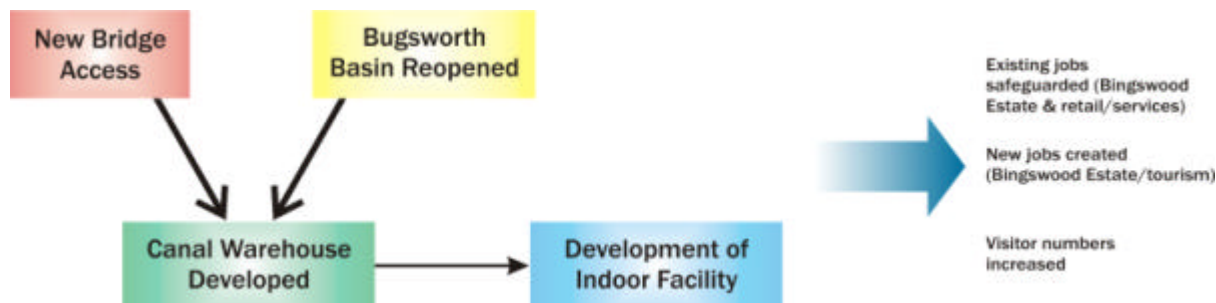 New Bridge
Access
Bugsworth
Basin Reopened
Canal Warehouse
Developed
Development of
Indoor Facility
Existing jobs
safeguarded (Bingswood
Estate & retail/services)
New jobs created
(Bingswood Estate/tourism)
Visitor numbers
increased